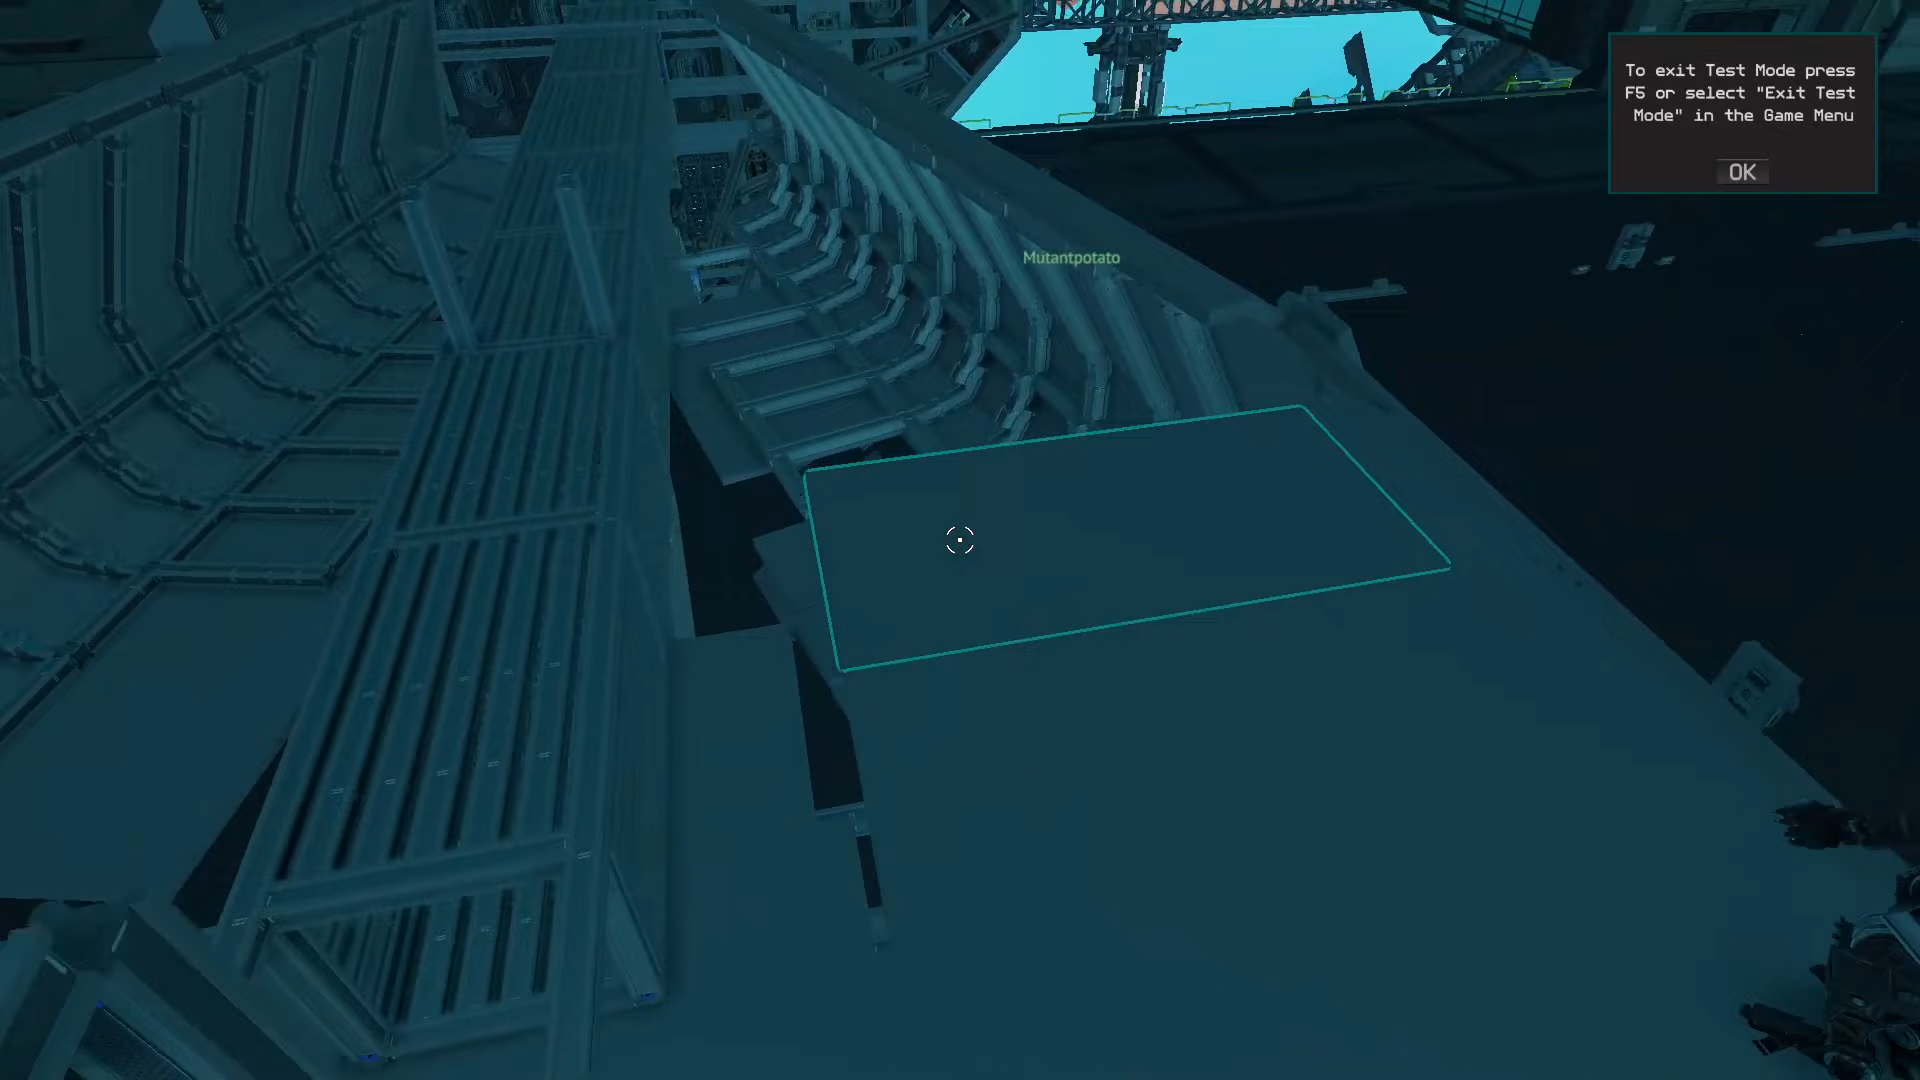 To exit Test Mode press
F5 or select "Exit Test
Mode" in the Game Menu
OK
Mutantpotato